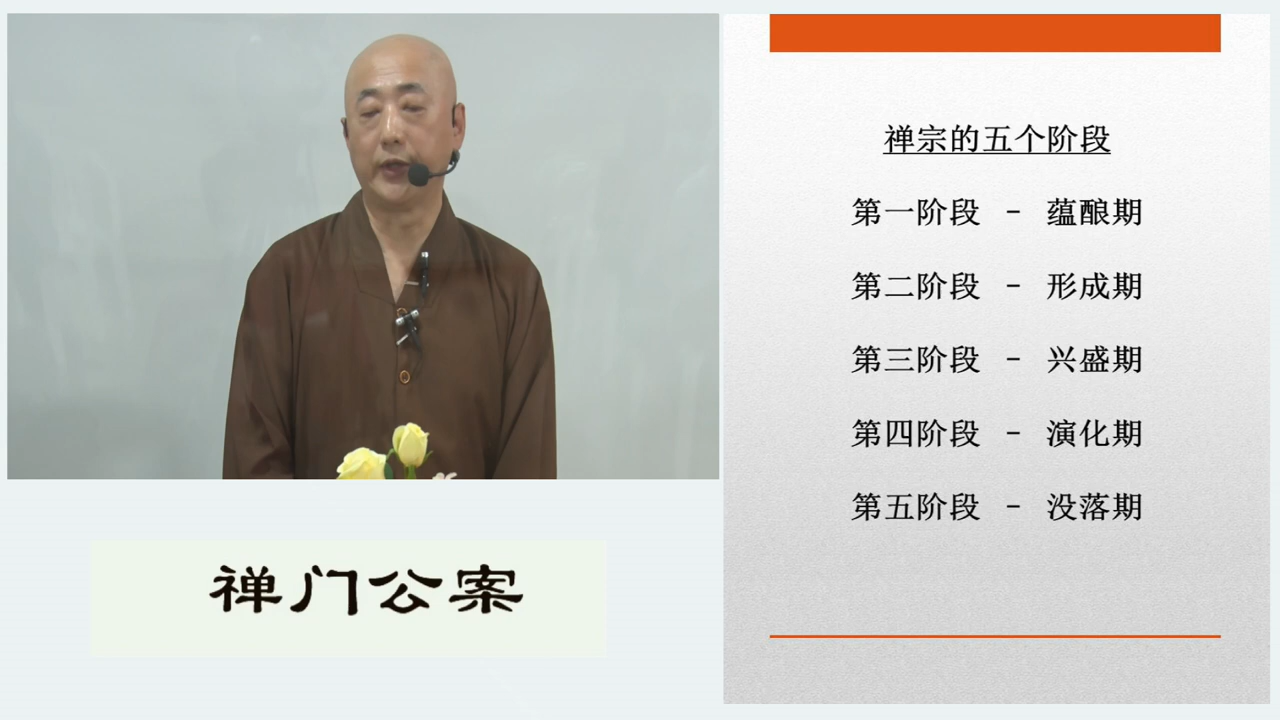 禅宗的五个阶段
第一阶段 - 蕴酿期
第二阶段 - 形成期
第三阶段 - 兴盛期
第四阶段 - 演化期
第五阶段 - 没落期
禅门公案